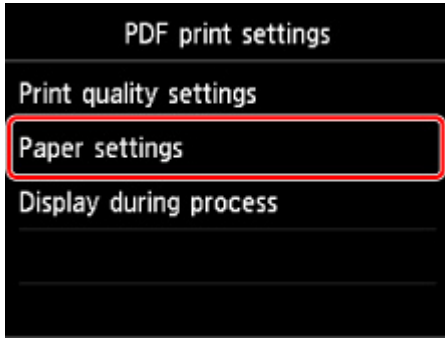 PDF print settings
Print quality settings
Paper settings
Display during process